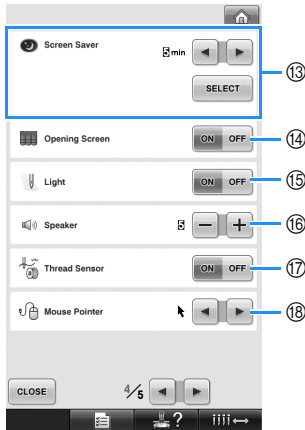 Screen Saver
5 min
SELECT
⑬
Opening Screen
ON OFF
⑭
Light
ON OFF
⑮
Speaker
5 − +
⑯
Thread Sensor
ON OFF
⑰
Mouse Pointer
⑱
CLOSE
4/5
?